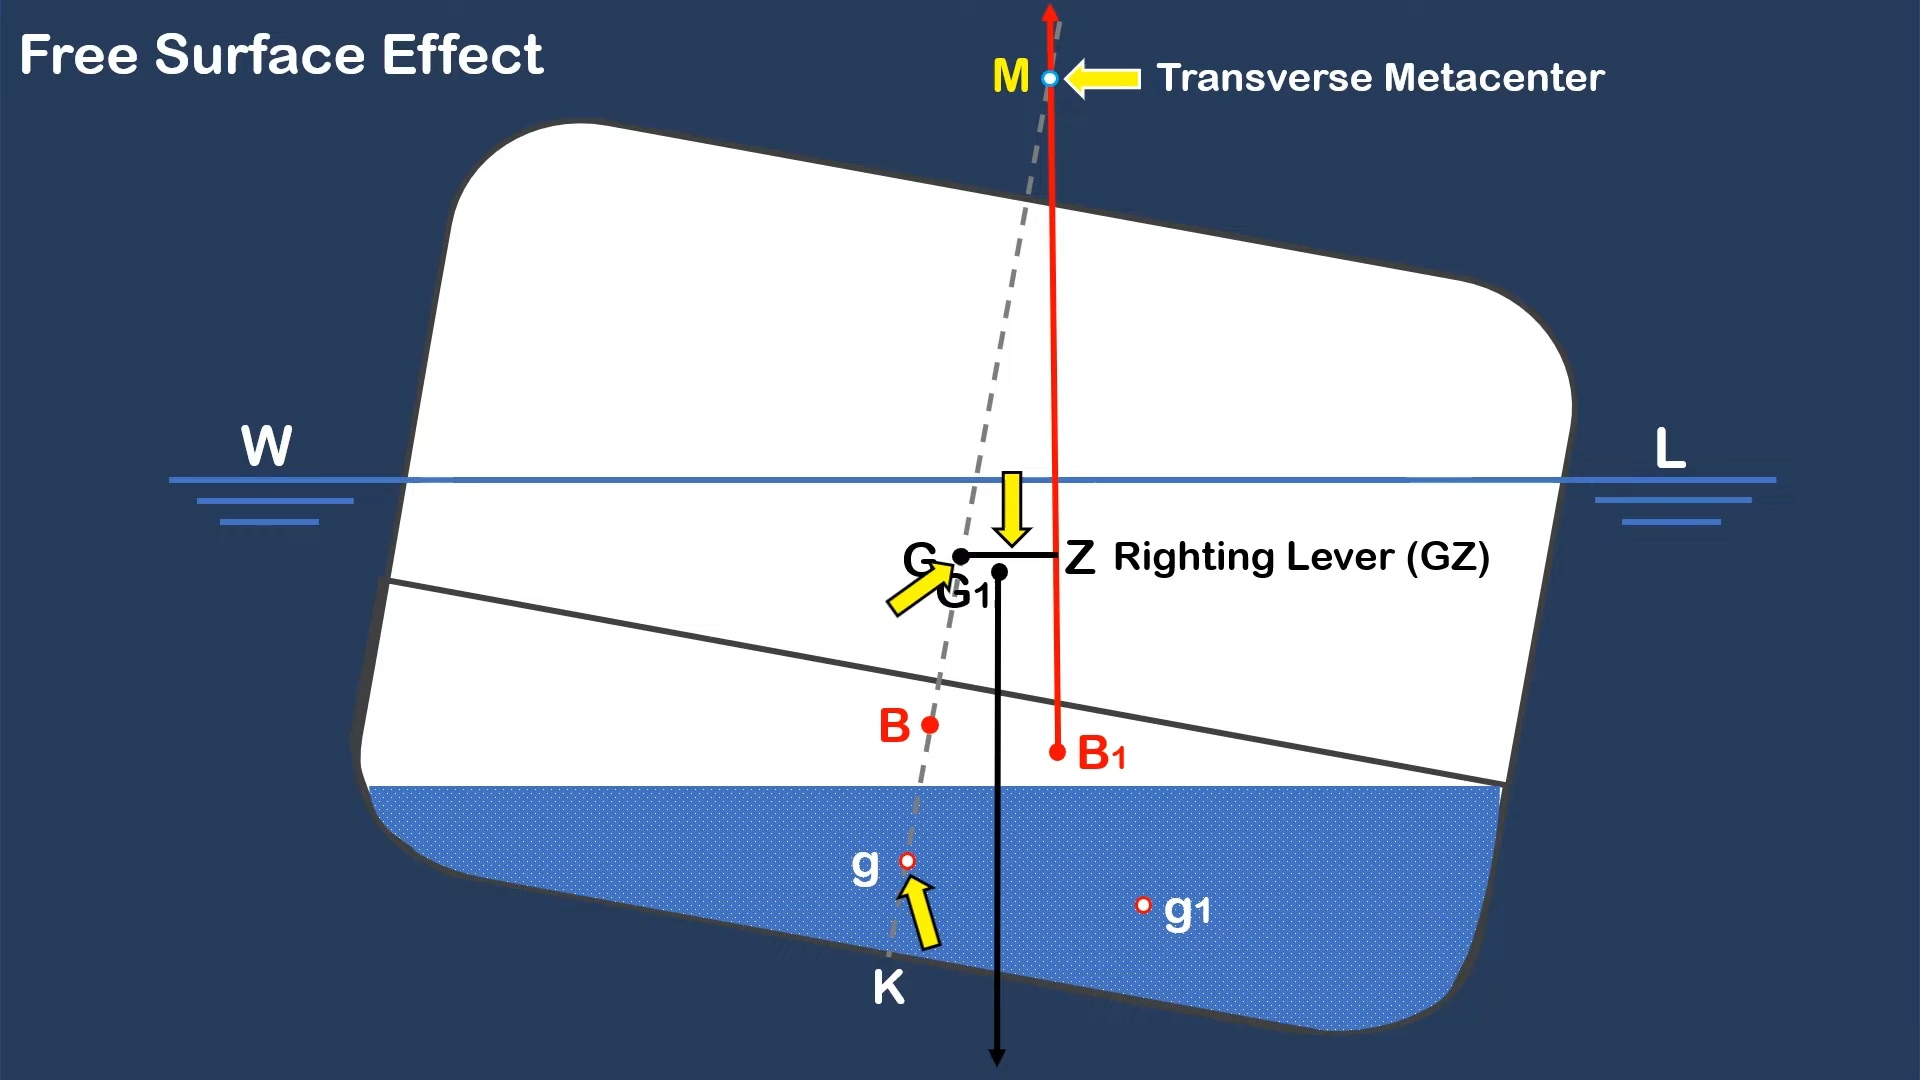 Free Surface Effect
M
Transverse Metacenter
W
L
G
Z Righting Lever (GZ)
G1
B
B1
g
g1
K